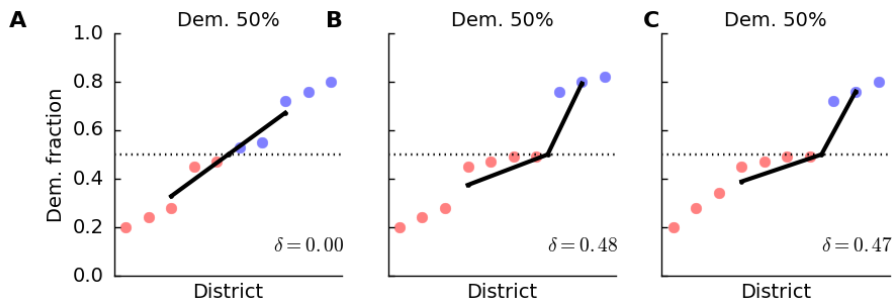 A
Dem. 50%
B
Dem. 50%
C
Dem. 50%
Dem. fraction
1.0
0.8
0.6
0.4
0.2
0.0
δ = 0.00
δ = 0.48
δ = 0.47
District
District
District